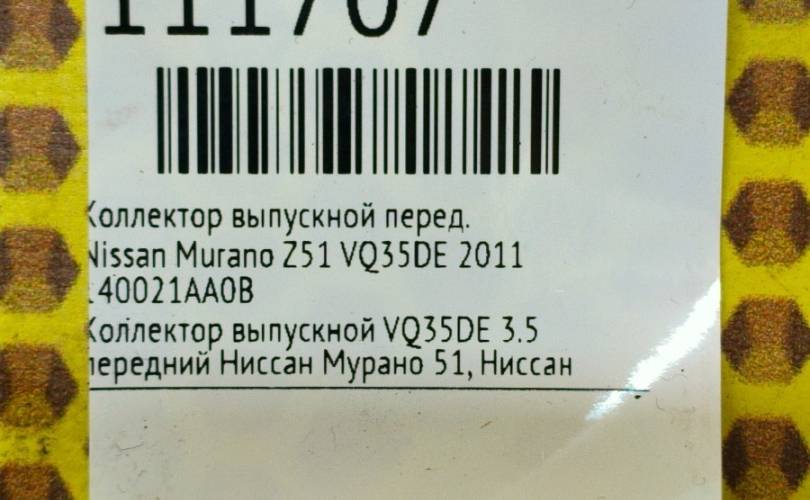 111707
Коллектор выпускной перед.
Nissan Murano Z51 VQ35DE 2011
140021AA0B
Коллектор выпускной VQ35DE 3.5
передний Ниссан Мурано 51, Ниссан